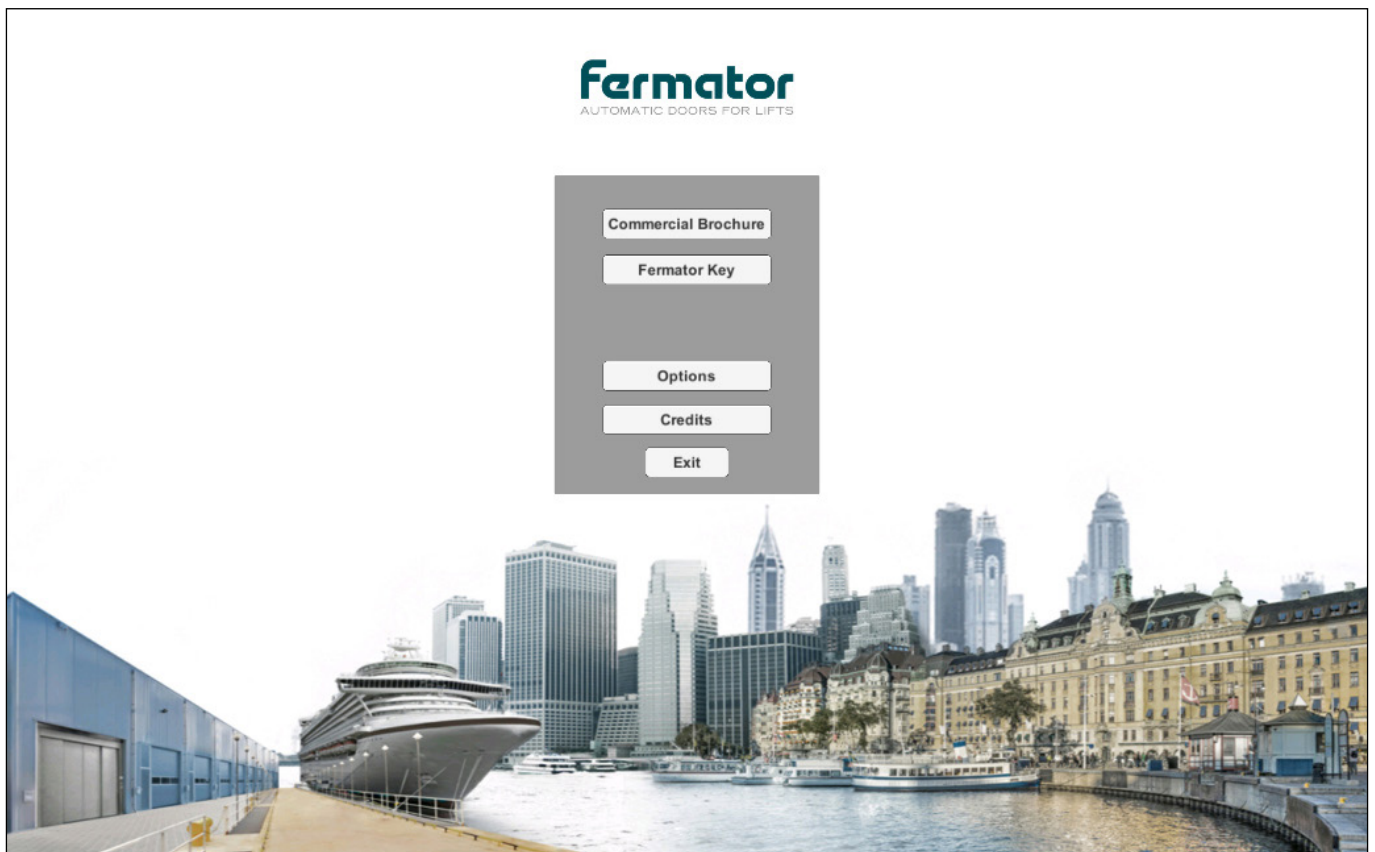 fermator
AUTOMATIC DOORS FOR LIFTS
Commercial Brochure
Fermator Key
Options
Credits
Exit